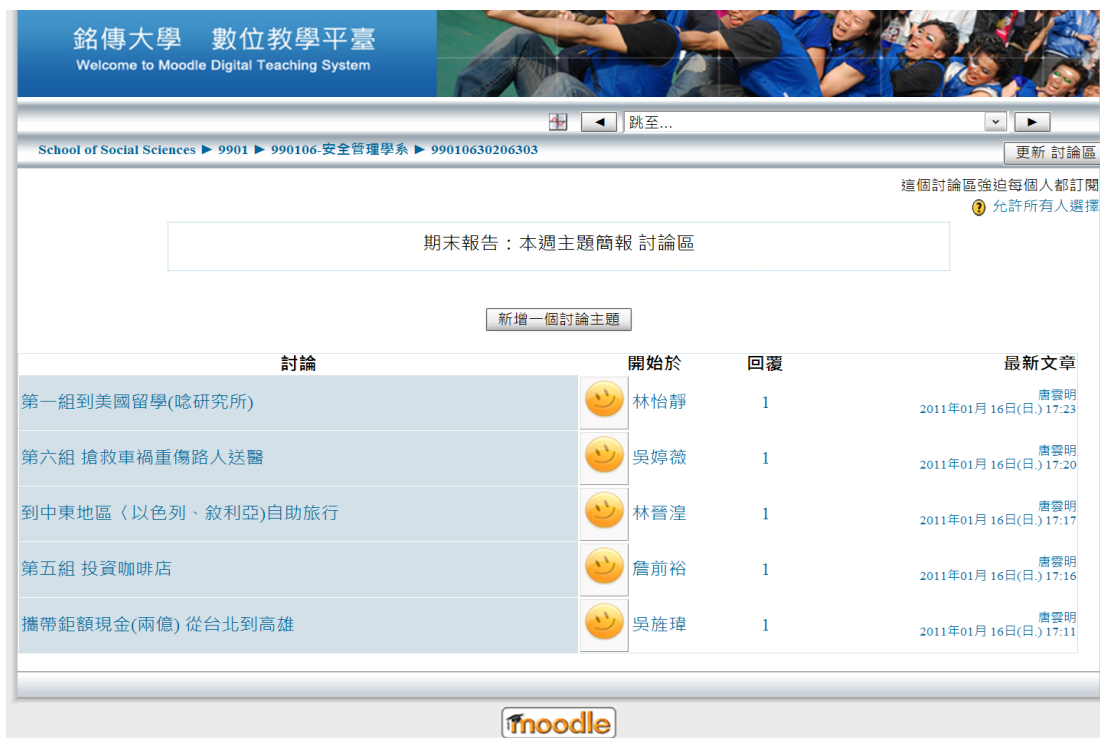 銘傳大學 數位教學平臺
Welcome to Moodle Digital Teaching System
跳至...
School of Social Sciences ► 9901 ► 990106-安全管理學系 ► 99010630206303
更新 討論區
這個討論區強迫每個人都訂閱
允許所有人選擇
期末報告：本週主題簡報 討論區
新增一個討論主題
討論 開始於 回覆 最新文章
第一組到美國留學(唸研究所) 林怡靜 1 唐雲明
2011年01月 16日(日.) 17:23
第六組 搶救車禍重傷路人送醫 吳婷薇 1 唐雲明
2011年01月 16日(日.) 17:20
到中東地區〈以色列、敘利亞)自助旅行 林晉湟 1 唐雲明
2011年01月 16日(日.) 17:17
第五組 投資咖啡店 詹前裕 1 唐雲明
2011年01月 16日(日.) 17:16
攜帶鉅額現金(兩億) 從台北到高雄 吳旌瑋 1 唐雲明
2011年01月 16日(日.) 17:11
moodle